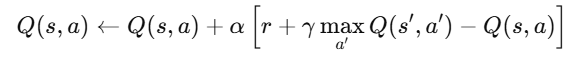 Q(s, a) ← Q(s, a) + α [r + γ max_{a′} Q(s′, a′) − Q(s, a)]